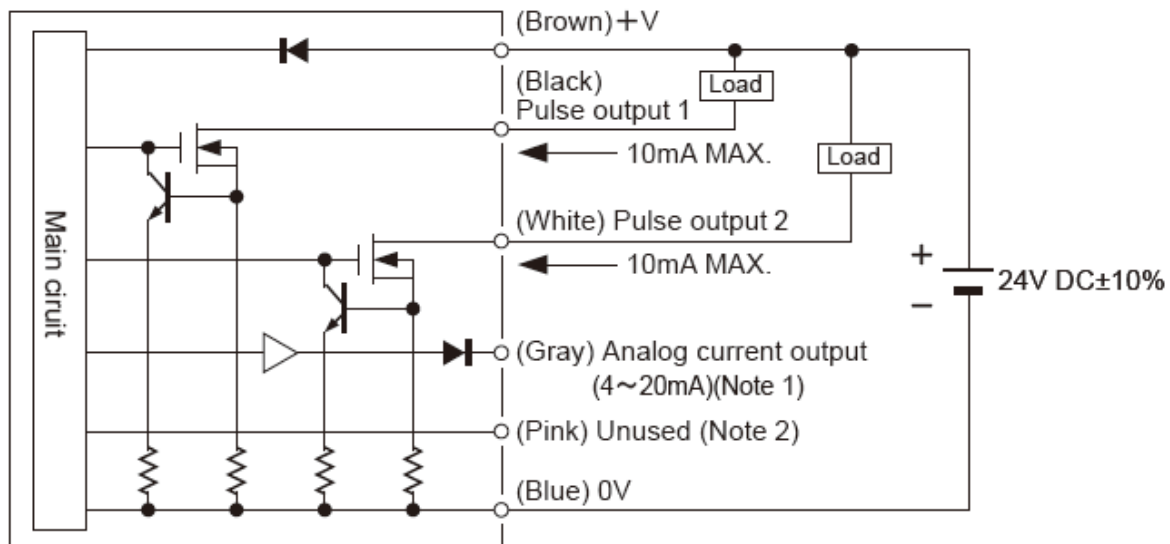 (Brown)+V
(Black)
Pulse output 1
Load
10mA MAX.
Load
(White) Pulse output 2
10mA MAX.
Main ciruit
+
−
24V DC±10%
(Gray) Analog current output
(4～20mA)(Note 1)
(Pink) Unused (Note 2)
(Blue) 0V